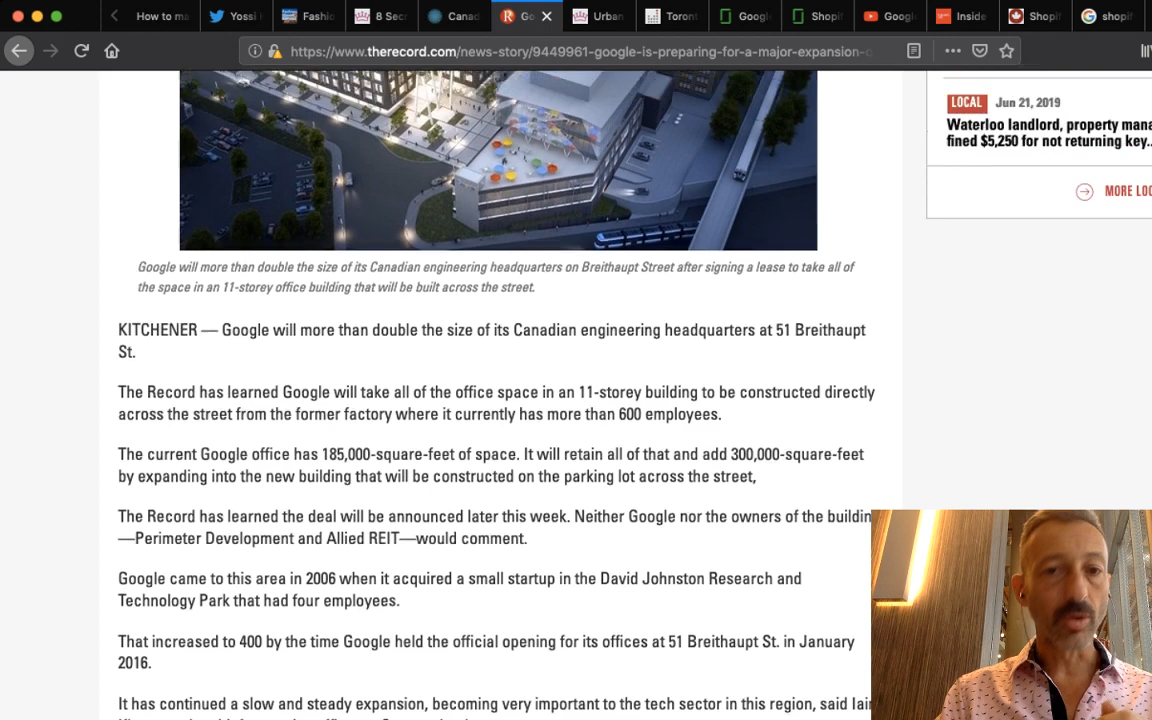 How to ma
Yossi
Fashio
8 Secr
Canad
Go
Urban
Toront
Googl
Shopif
Googl
Inside
Shopif
shopif
https://www.therecord.com/news-story/9449961-google-is-preparing-for-a-major-expansion-
LOCAL Jun 21, 2019
Waterloo landlord, property mana
fined $5,250 for not returning key..
MORE LOC
Google will more than double the size of its Canadian engineering headquarters on Breithaupt Street after signing a lease to take all of
the space in an 11-storey office building that will be built across the street.
KITCHENER — Google will more than double the size of its Canadian engineering headquarters at 51 Breithaupt
St.
The Record has learned Google will take all of the office space in an 11-storey building to be constructed directly
across the street from the former factory where it currently has more than 600 employees.
The current Google office has 185,000-square-feet of space. It will retain all of that and add 300,000-square-feet
by expanding into the new building that will be constructed on the parking lot across the street,
The Record has learned the deal will be announced later this week. Neither Google nor the owners of the buildin
—Perimeter Development and Allied REIT—would comment.
Google came to this area in 2006 when it acquired a small startup in the David Johnston Research and
Technology Park that had four employees.
That increased to 400 by the time Google held the official opening for its offices at 51 Breithaupt St. in January
2016.
It has continued a slow and steady expansion, becoming very important to the tech sector in this region, said Iain